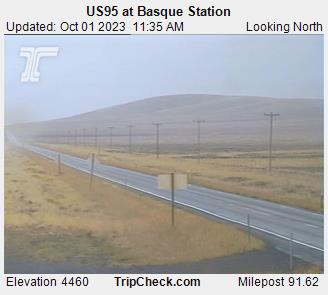 US95 at Basque Station
Updated: Oct 01 2023 11:35 AM Looking North
Elevation 4460 TripCheck.com Milepost 91.62